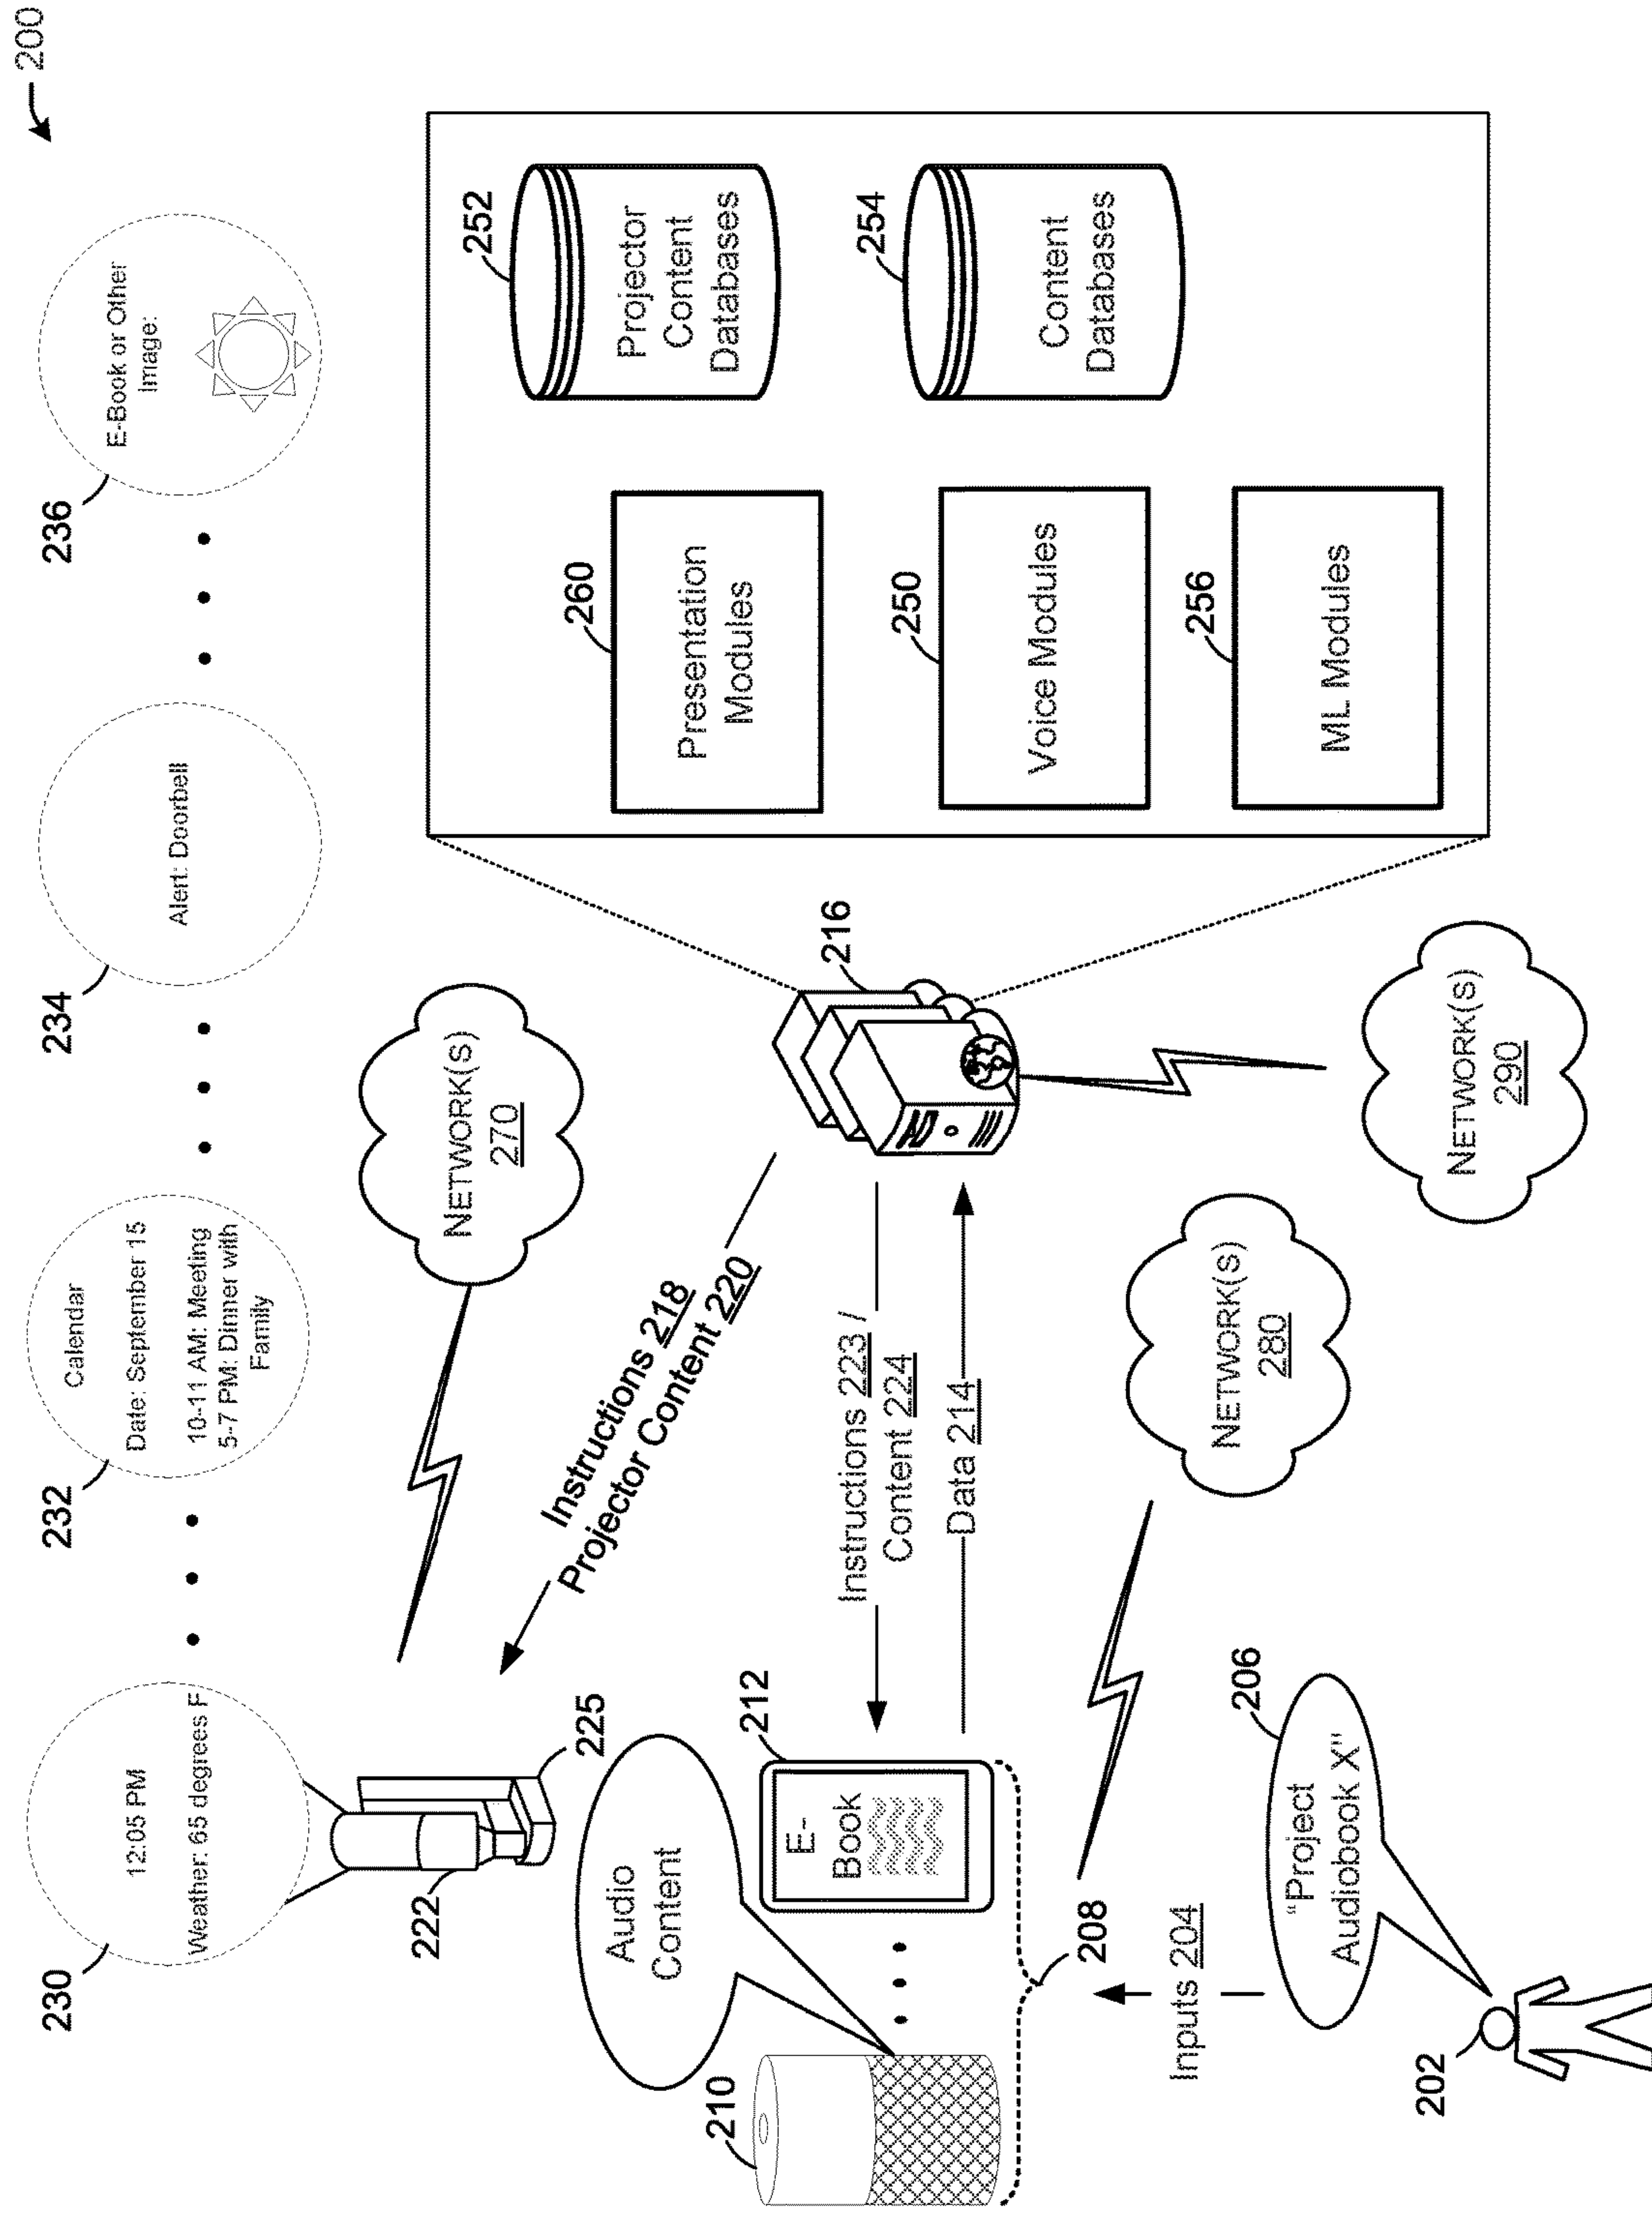 200
230
12:05 PM
Weather: 65 degrees F
232
Calendar
Date: September 15
10-11 AM: Meeting
5-7 PM: Dinner with
Family
234
Alert: Doorbell
236
E-Book or Other
Image:
222
225
NETWORK(S)
270
Instructions 218
Projector Content 220
Audio
Content
210
212
E-
Book
Instructions 223 /
Content 224
Data 214
216
208
NETWORK(S)
280
NETWORK(S)
290
Inputs 204
206
"Project
Audiobook X"
202
260
Presentation
Modules
250
Voice Modules
256
ML Modules
252
Projector
Content
Databases
254
Content
Databases